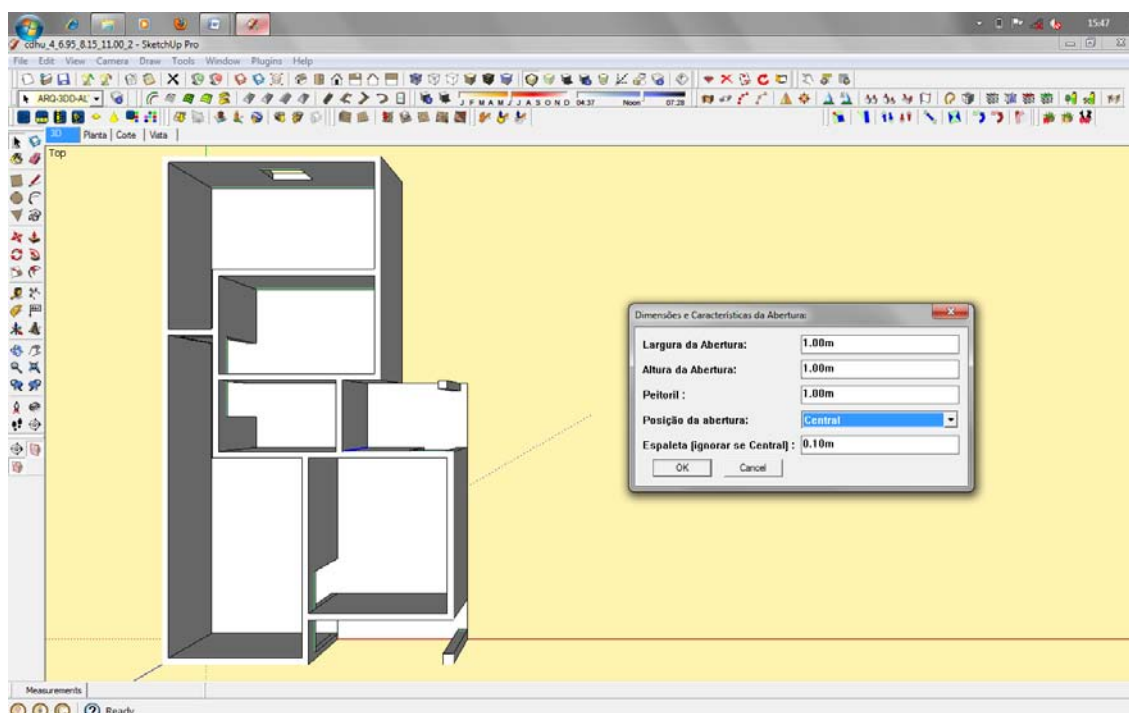 15:47
cdhu_4_6.95_8.15_11.00_2 - SketchUp Pro
File Edit View Camera Draw Tools Window Plugins Help
ARQ-3DD-AL
J F M A M J J A S O N D 04:37 Noon 07:28
3D Planta Corte Vista
Top
Dimensões e Características da Abertura:
Largura da Abertura: 1.00m
Altura da Abertura: 1.00m
Peitoril : 1.00m
Posição da abertura: Central
Espaleta [ignorar se Central] : 0.10m
OK Cancel
Measurements
Ready